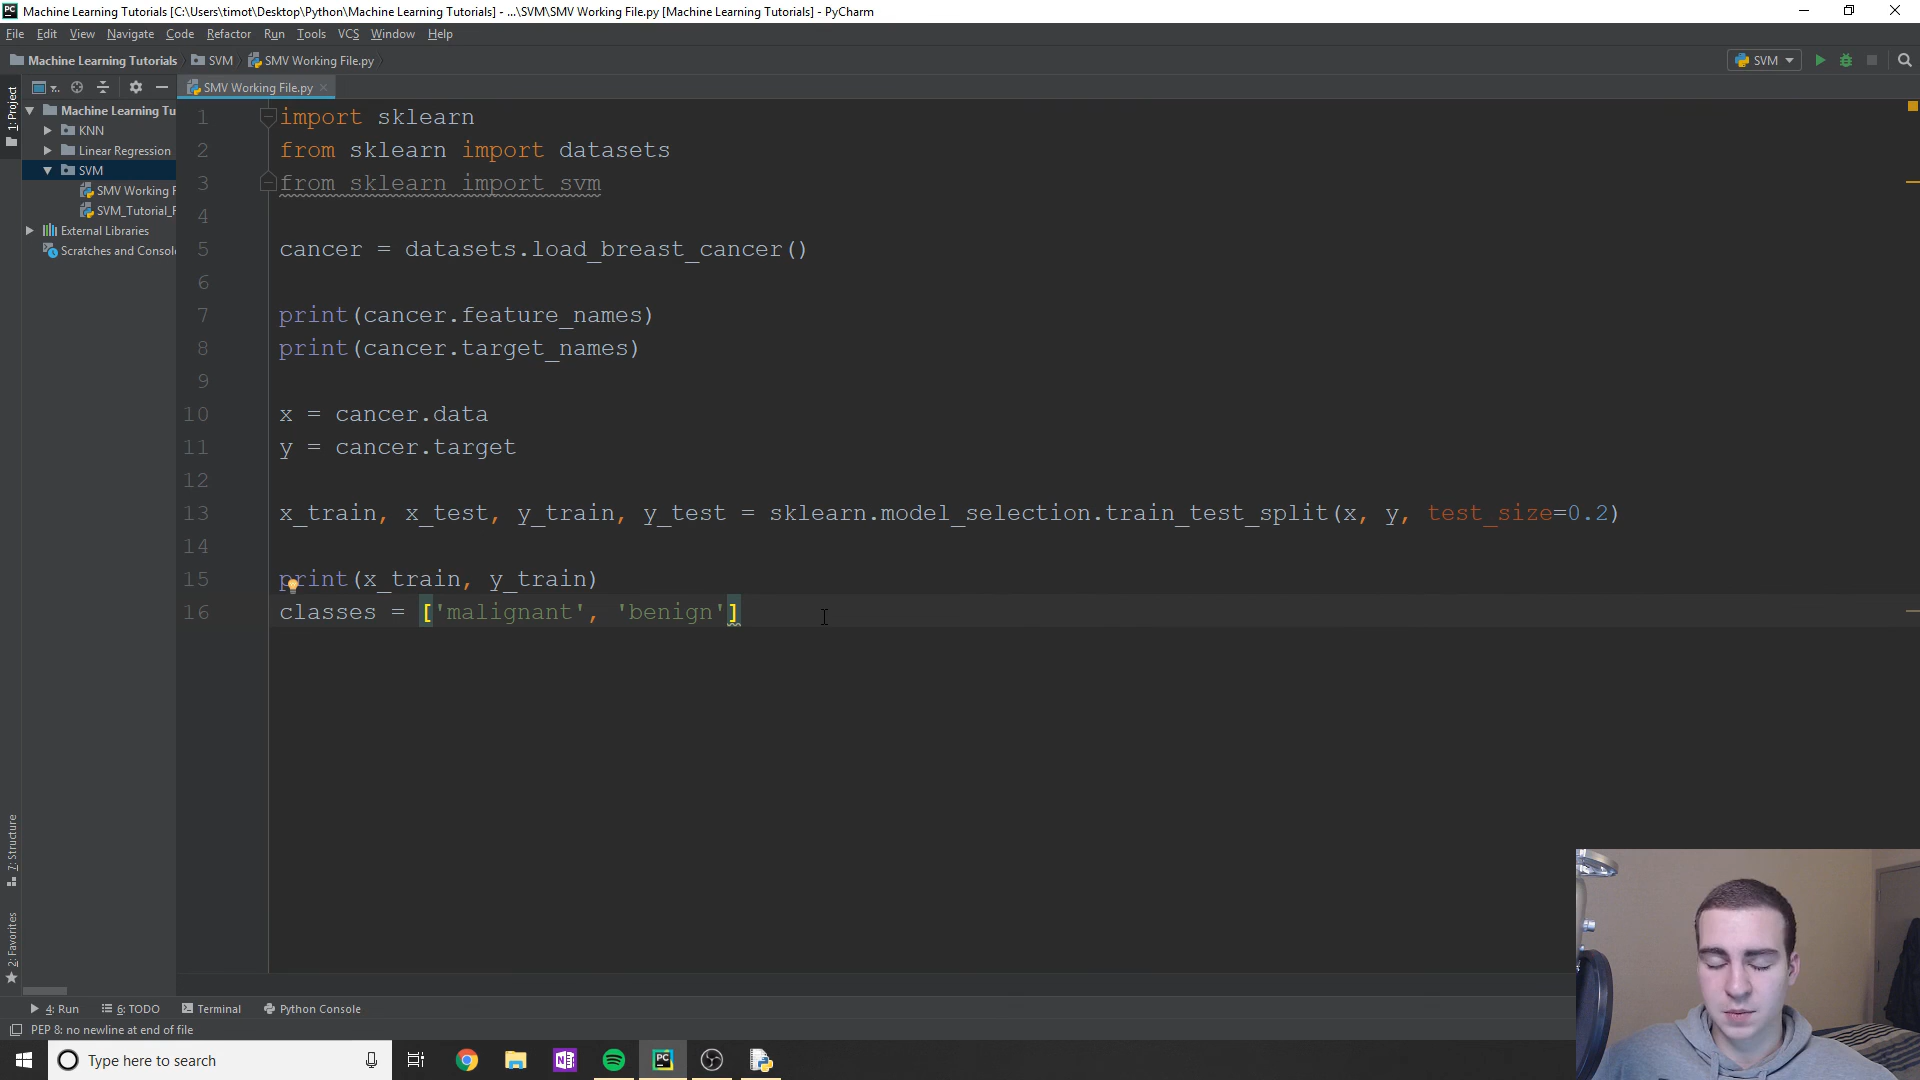 Machine Learning Tutorials [C:\Users\timot\Desktop\Python\Machine Learning Tutorials] - ...\SVM\SMV Working File.py [Machine Learning Tutorials] - PyCharm
File Edit View Navigate Code Refactor Run Tools VCS Window Help
Machine Learning Tutorials SVM SMV Working File.py
SVM
SMV Working File.py
1: Project
Machine Learning Tu
KNN
Linear Regression
SVM
SMV Working F
SVM_Tutorial_F
External Libraries
Scratches and Consol
7: Structure
2: Favorites
1 import sklearn
2 from sklearn import datasets
3 from sklearn import svm
4
5 cancer = datasets.load_breast_cancer()
6
7 print(cancer.feature_names)
8 print(cancer.target_names)
9
10 x = cancer.data
11 y = cancer.target
12
13 x_train, x_test, y_train, y_test = sklearn.model_selection.train_test_split(x, y, test_size=0.2)
14
15 print(x_train, y_train)
16 classes = ['malignant', 'benign']
4: Run 6: TODO Terminal Python Console
PEP 8: no newline at end of file
Type here to search